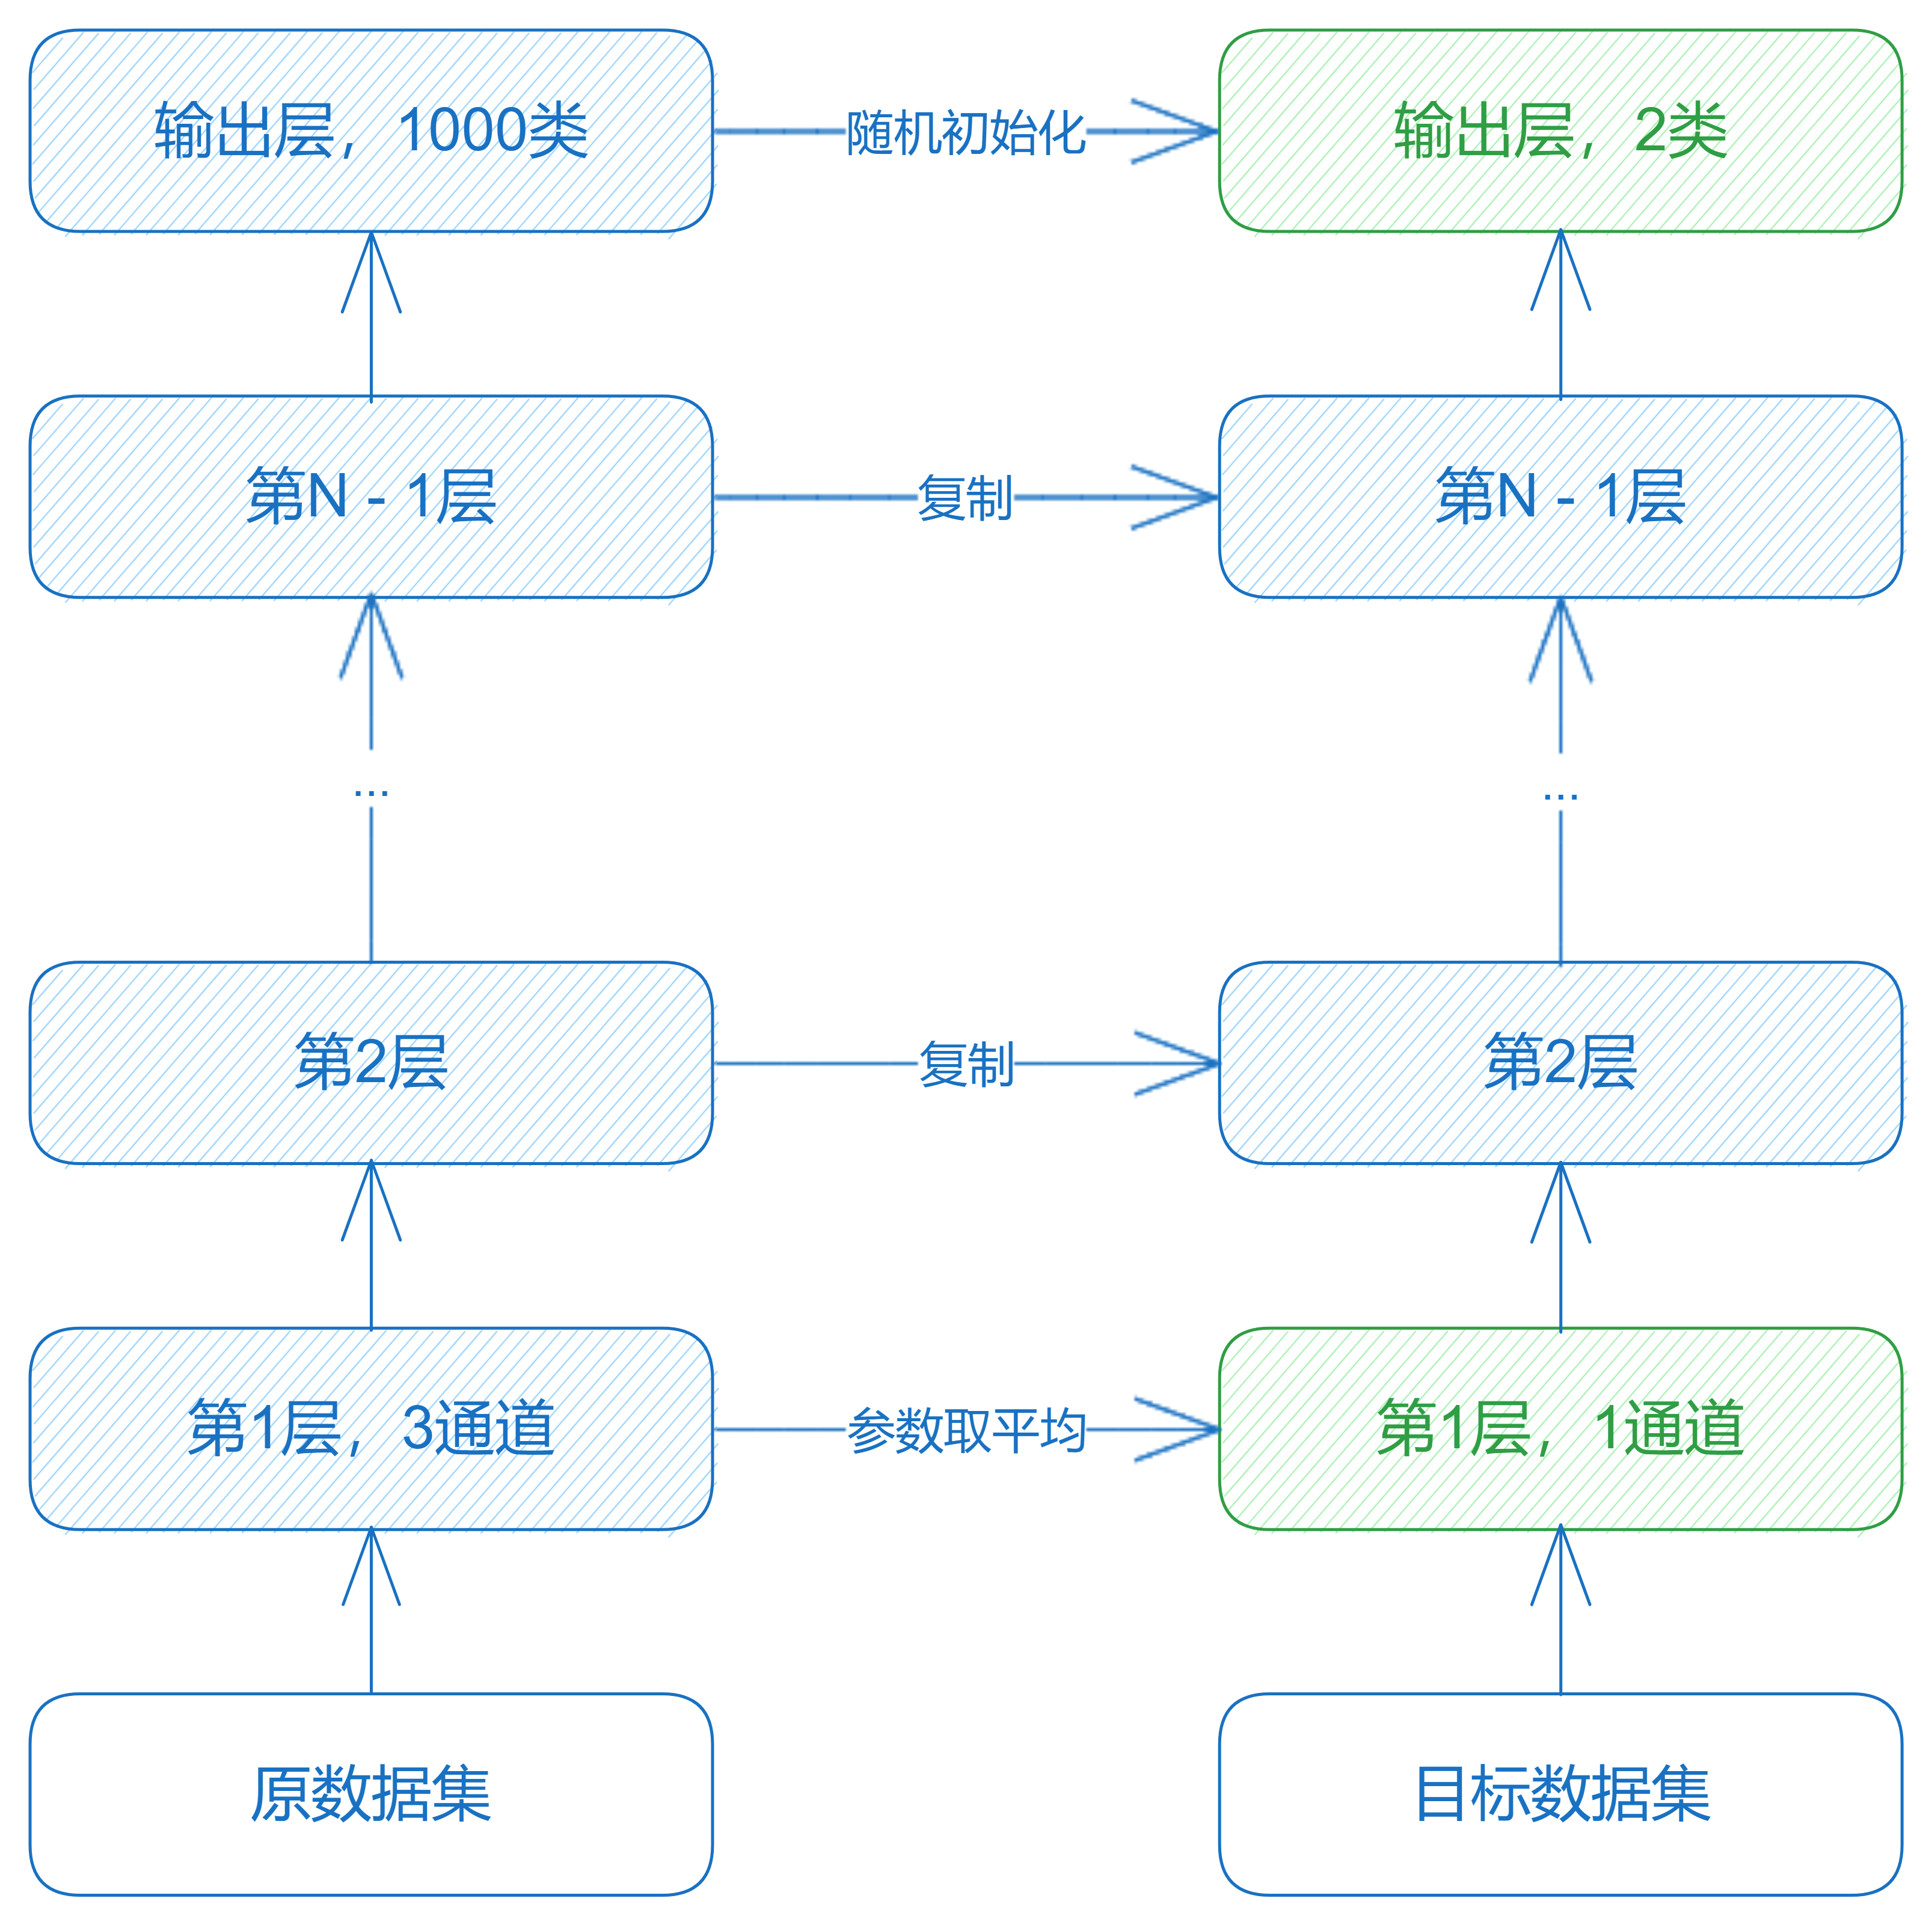 输出层，1000类
随机初始化
输出层，2类
第N - 1层
复制
第N - 1层
...
...
第2层
复制
第2层
第1层，3通道
参数取平均
第1层，1通道
原数据集
目标数据集